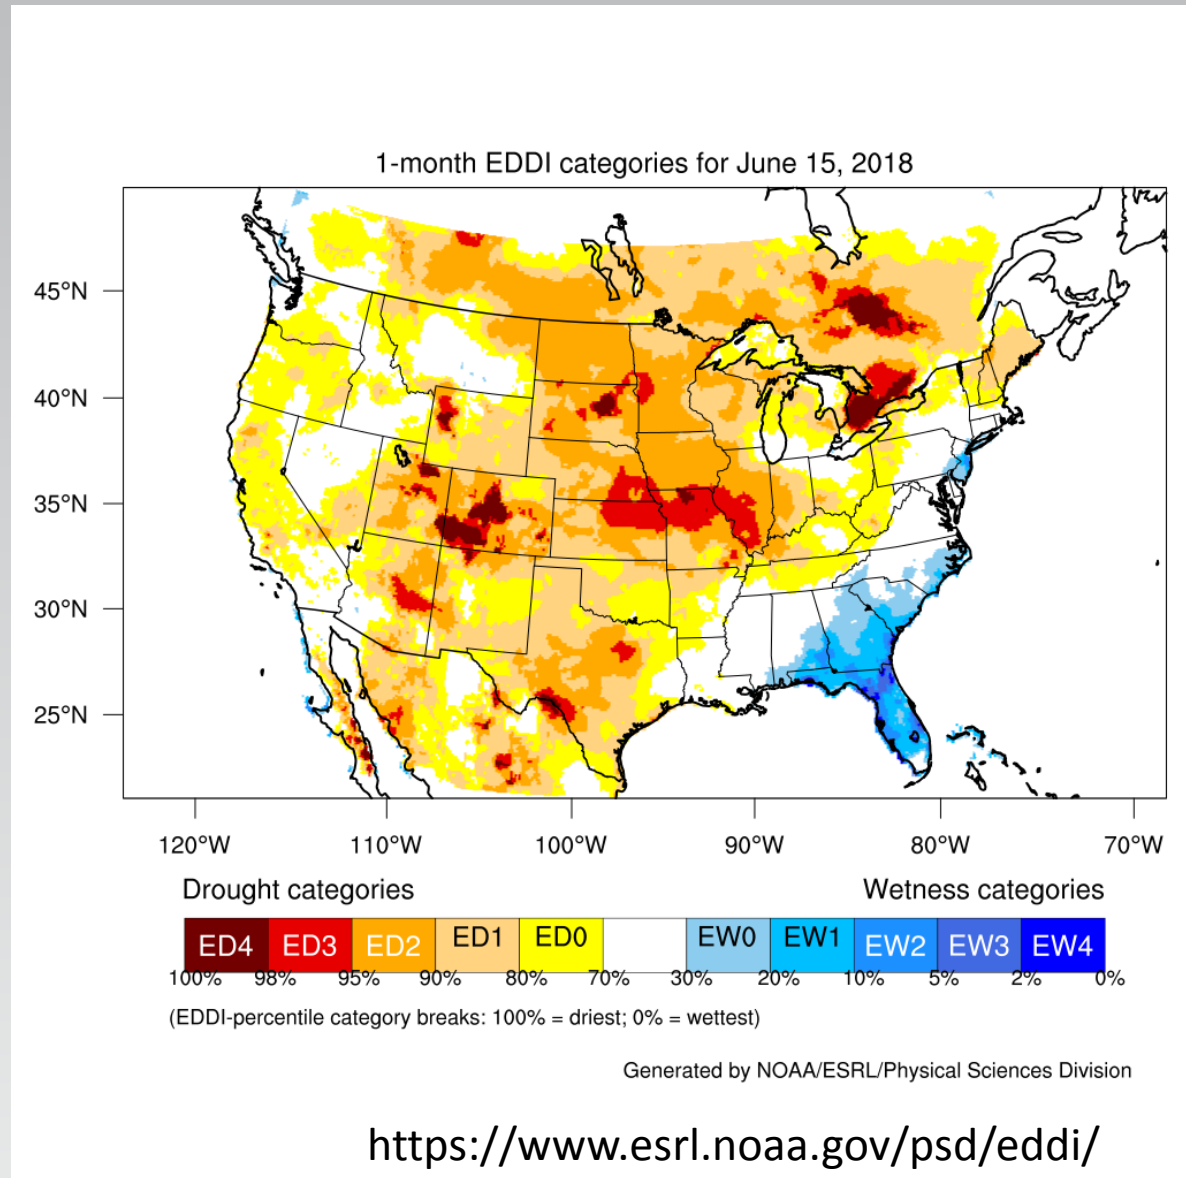 1-month EDDI categories for June 15, 2018
45°N
40°N
35°N
30°N
25°N
120°W 110°W 100°W 90°W 80°W 70°W
Drought categories Wetness categories
ED4 ED3 ED2 ED1 ED0 EW0 EW1 EW2 EW3 EW4
100% 98% 95% 90% 80% 70% 30% 20% 10% 5% 2% 0%
(EDDI-percentile category breaks: 100% = driest; 0% = wettest)
Generated by NOAA/ESRL/Physical Sciences Division
https://www.esrl.noaa.gov/psd/eddi/